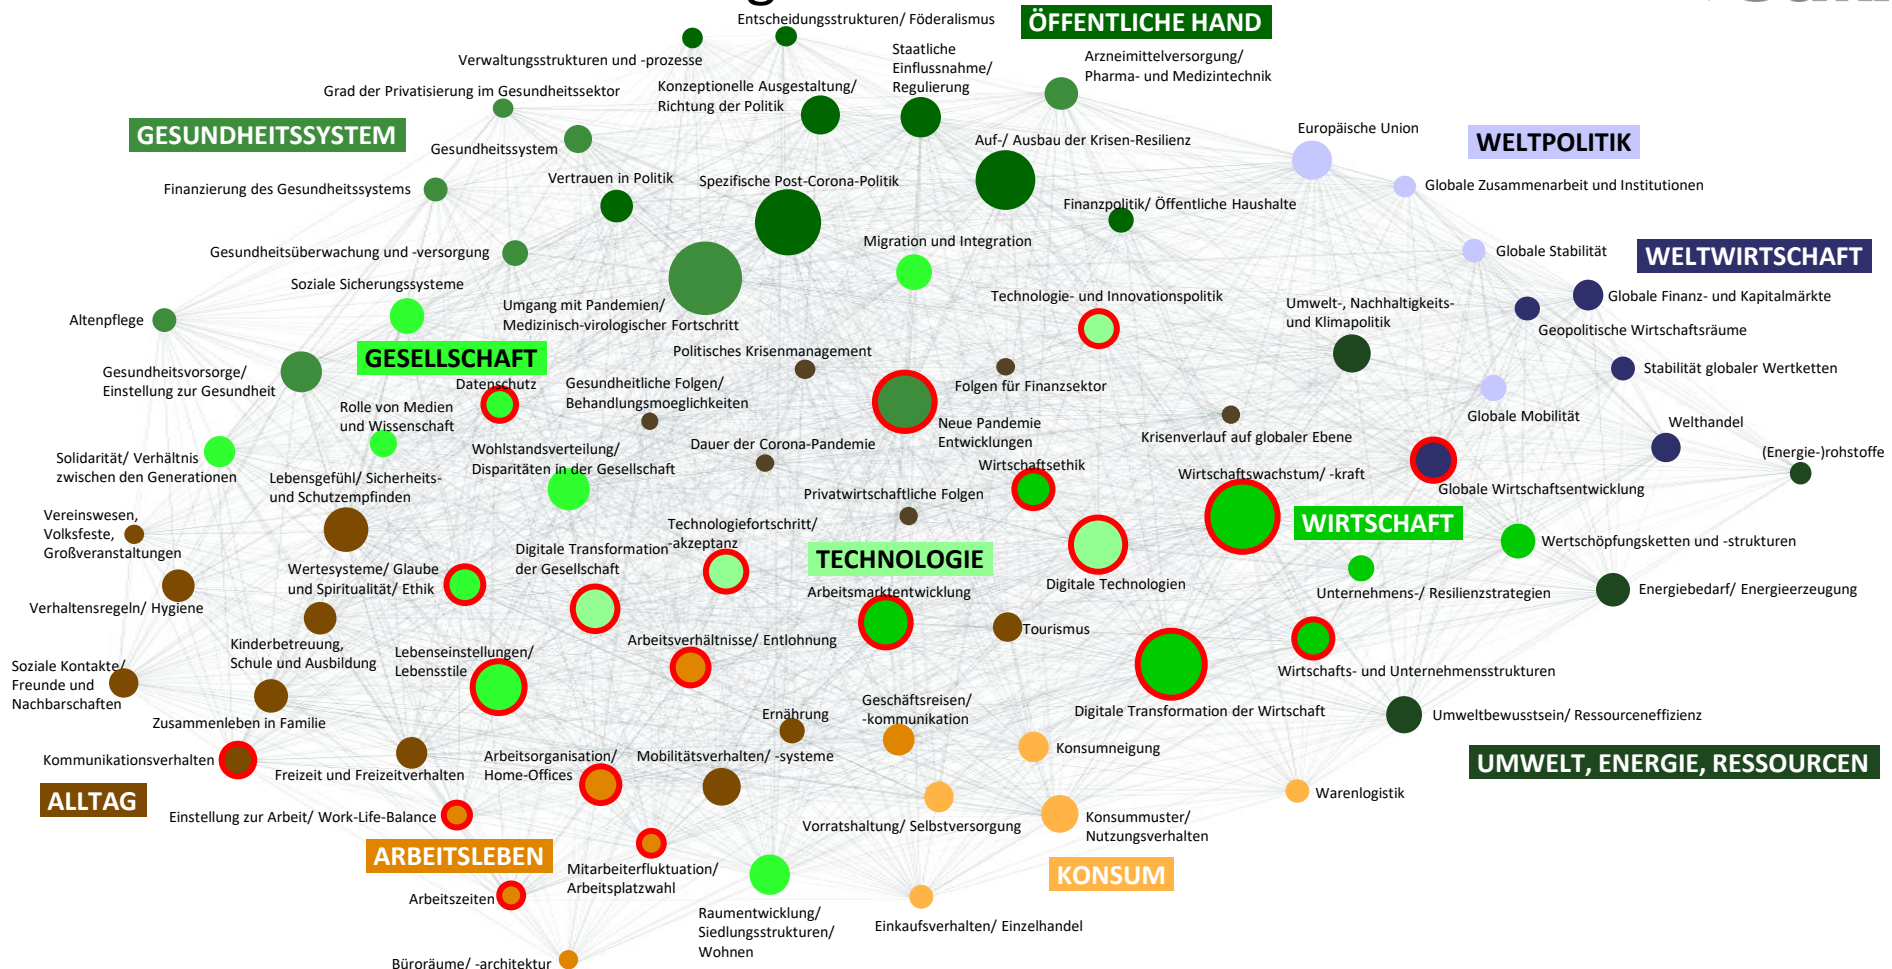 Entscheidungsstrukturen/ Föderalismus
ÖFFENTLICHE HAND
Verwaltungsstrukturen und -prozesse
Staatliche
Einflussnahme/
Regulierung
Arzneimittelversorgung/
Pharma- und Medizintechnik
Grad der Privatisierung im Gesundheitssektor
Konzeptionelle Ausgestaltung/
Richtung der Politik
GESUNDHEITSSYSTEM
Gesundheitssystem
Auf-/ Ausbau der Krisen-Resilienz
Europäische Union
WELTPOLITIK
Finanzierung des Gesundheitssystems
Vertrauen in Politik
Spezifische Post-Corona-Politik
Globale Zusammenarbeit und Institutionen
Finanzpolitik/ Öffentliche Haushalte
Gesundheitsüberwachung und -versorgung
Migration und Integration
Globale Stabilität
WELTWIRTSCHAFT
Soziale Sicherungssysteme
Umgang mit Pandemien/
Medizinisch-virologischer Fortschritt
Technologie- und Innovationspolitik
Umwelt-, Nachhaltigkeits-
und Klimapolitik
Globale Finanz- und Kapitalmärkte
Altenpflege
Geopolitische Wirtschaftsräume
GESELLSCHAFT
Politisches Krisenmanagement
Gesundheitsvorsorge/
Einstellung zur Gesundheit
Datenschutz
Gesundheitliche Folgen/
Behandlungsmoeglichkeiten
Folgen für Finanzsektor
Stabilität globaler Wertketten
Rolle von Medien
und Wissenschaft
Neue Pandemie
Entwicklungen
Globale Mobilität
Welthandel
Krisenverlauf auf globaler Ebene
Dauer der Corona-Pandemie
Wohlstandsverteilung/
Disparitäten in der Gesellschaft
Solidarität/ Verhältnis
zwischen den Generationen
(Energie-)rohstoffe
Lebensgefühl/ Sicherheits-
und Schutzempfinden
Wirtschaftsethik
Wirtschaftswachstum/ -kraft
Globale Wirtschaftsentwicklung
Privatwirtschaftliche Folgen
Vereinswesen,
Volksfeste,
Großveranstaltungen
Technologiefortschritt/
-akzeptanz
WIRTSCHAFT
Digitale Transformation
der Gesellschaft
TECHNOLOGIE
Wertschöpfungsketten und -strukturen
Wertesysteme/ Glaube
und Spiritualität/ Ethik
Digitale Technologien
Arbeitsmarktentwicklung
Unternehmens-/ Resilienzstrategien
Energiebedarf/ Energieerzeugung
Verhaltensregeln/ Hygiene
Tourismus
Kinderbetreuung,
Schule und Ausbildung
Lebenseinstellungen/
Lebensstile
Arbeitsverhältnisse/ Entlohnung
Soziale Kontakte/
Freunde und
Nachbarschaften
Wirtschafts- und Unternehmensstrukturen
Geschäftsreisen/
-kommunikation
Digitale Transformation der Wirtschaft
Umweltbewusstsein/ Ressourceneffizienz
Zusammenleben in Familie
Ernährung
Konsumneigung
Kommunikationsverhalten
Freizeit und Freizeitverhalten
Arbeitsorganisation/
Home-Offices
Mobilitätsverhalten/ -systeme
UMWELT, ENERGIE, RESSOURCEN
ALLTAG
Warenlogistik
Einstellung zur Arbeit/ Work-Life-Balance
Vorratshaltung/ Selbstversorgung
Konsummuster/
Nutzungsverhalten
ARBEITSLEBEN
Mitarbeiterfluktuation/
Arbeitsplatzwahl
KONSUM
Arbeitszeiten
Raumentwicklung/
Siedlungsstrukturen/
Wohnen
Einkaufsverhalten/ Einzelhandel
Büroräume/ -architektur